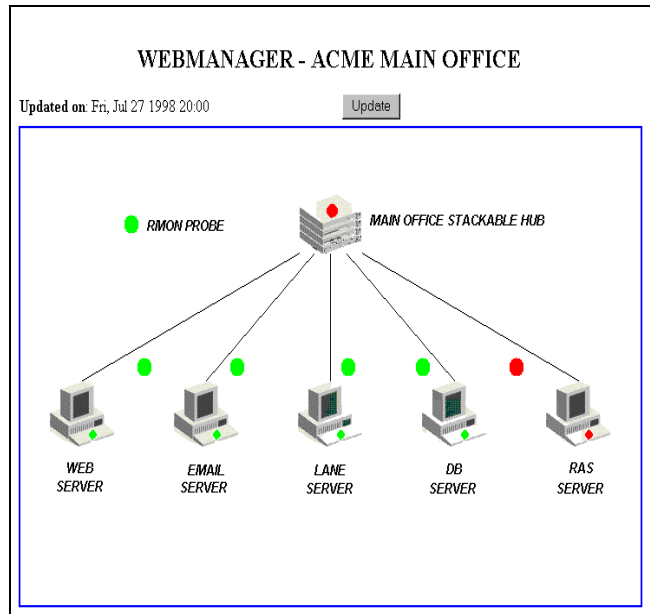 WEBMANAGER - ACME MAIN OFFICE
Updated on: Fri, Jul 27 1998 20:00
Update
RMON PROBE
MAIN OFFICE STACKABLE HUB
WEB
SERVER
EMAIL
SERVER
LANE
SERVER
DB
SERVER
RAS
SERVER